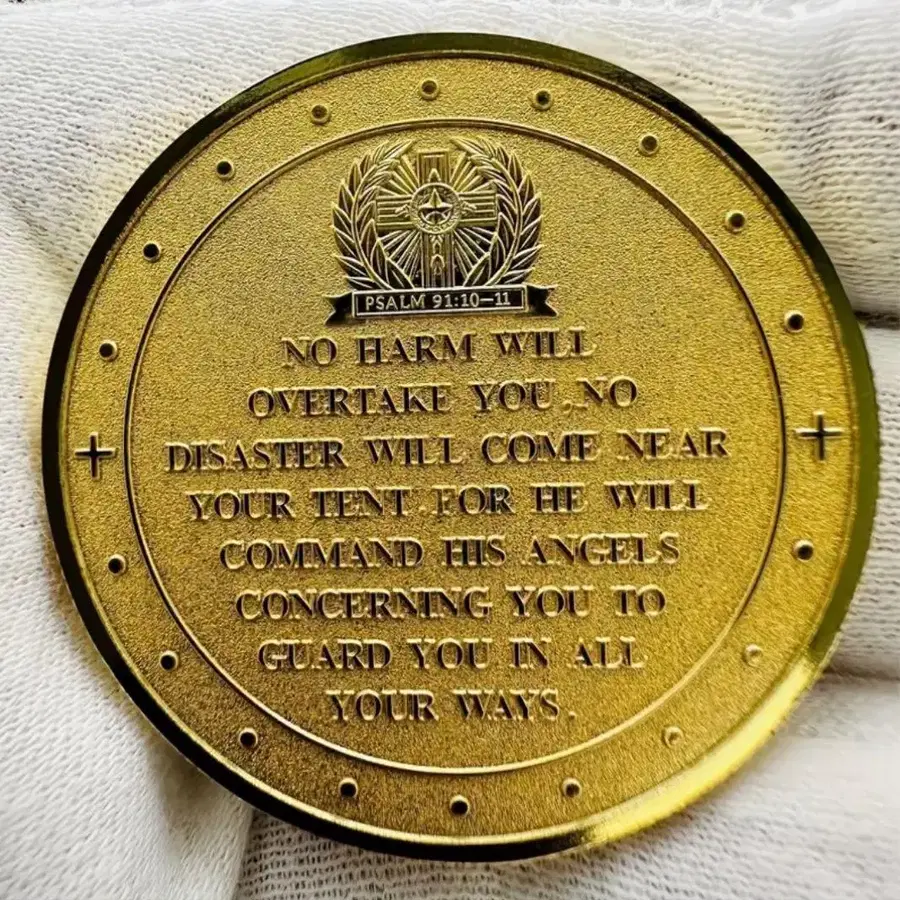 PSALM 91:10–11
NO HARM WILL
OVERTAKE YOU ,NO
DISASTER WILL COME NEAR
YOUR TENT .FOR HE WILL
COMMAND HIS ANGELS
CONCERNING YOU TO
GUARD YOU IN ALL
YOUR WAYS .